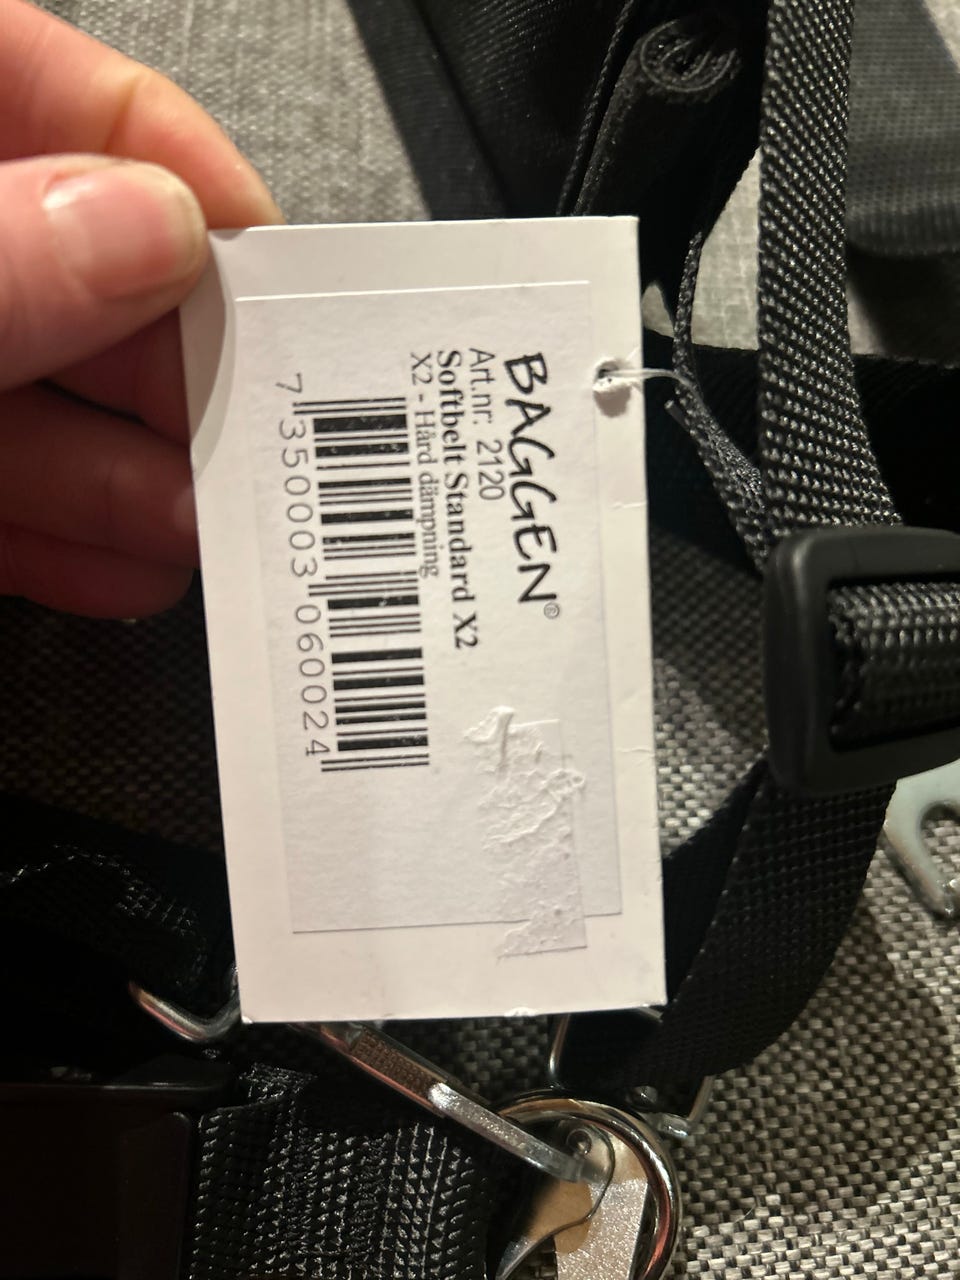 BAGGEN®
Art.nr: 2120
Softbelt Standard X2
X2 - Hård dämpning
7 350003 060024